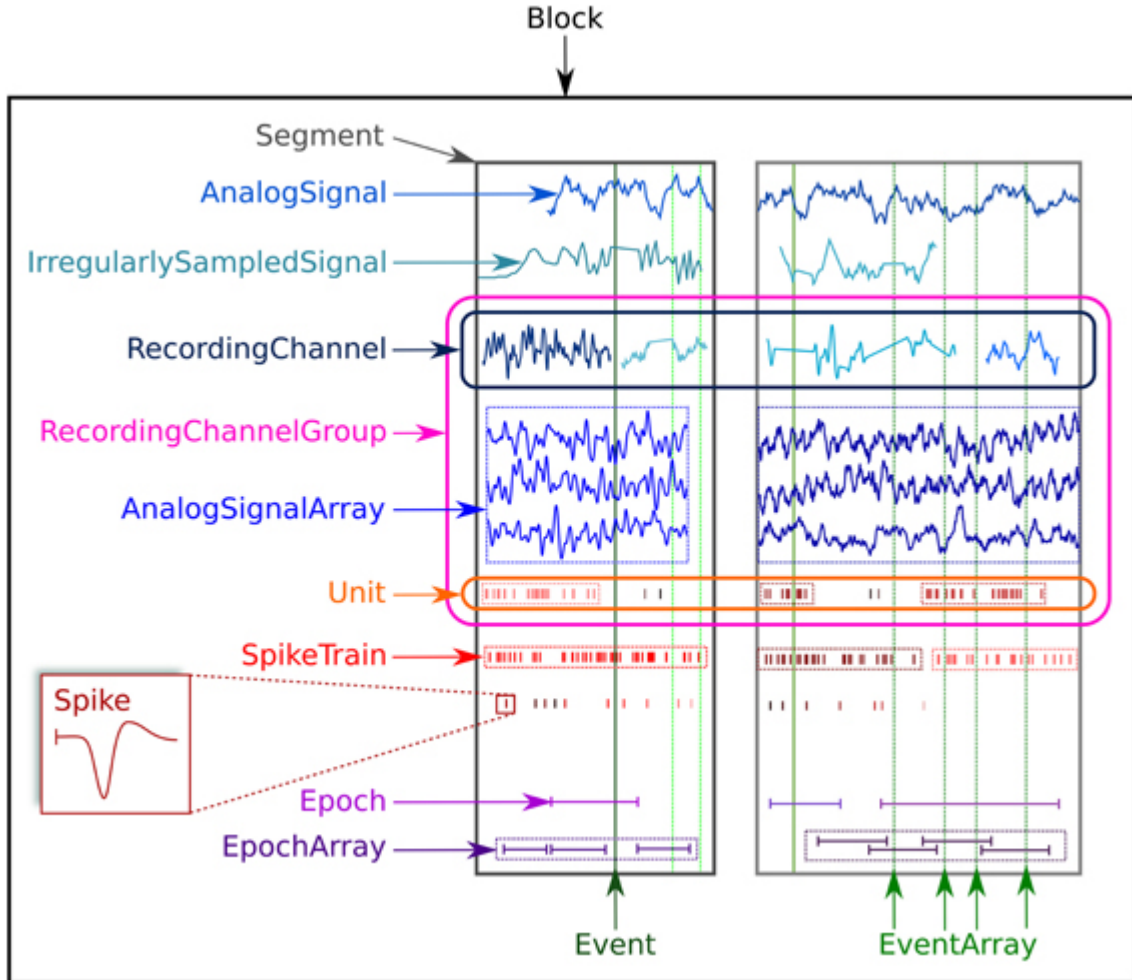 Block
Segment
AnalogSignal
IrregularlySampledSignal
RecordingChannel
RecordingChannelGroup
AnalogSignalArray
Unit
SpikeTrain
Spike
Epoch
EpochArray
Event
EventArray